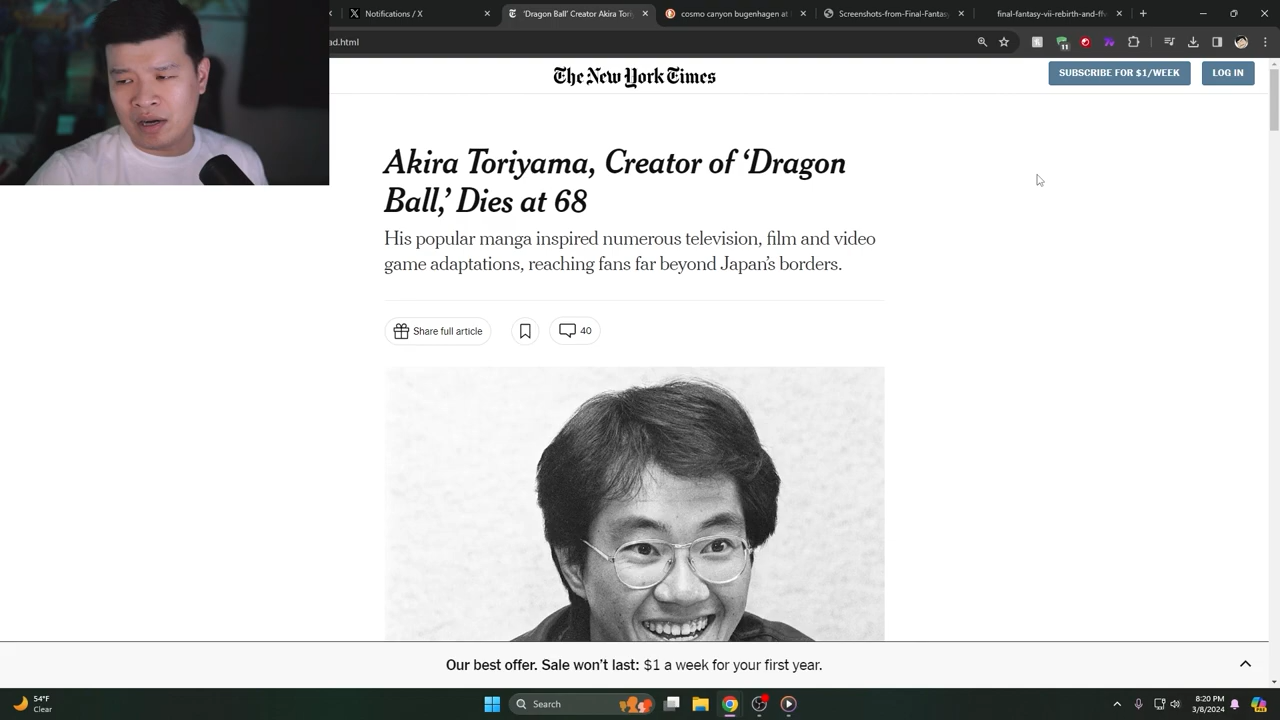 Notifications / X
'Dragon Ball' Creator Akira Tori
cosmo canyon bugenhagen at
Screenshots-from-Final-Fantasy
final-fantasy-vii-rebirth-and-ffv
ad.html
The New York Times
SUBSCRIBE FOR $1/WEEK
LOG IN
Akira Toriyama, Creator of ‘Dragon
Ball,’ Dies at 68
His popular manga inspired numerous television, film and video
game adaptations, reaching fans far beyond Japan’s borders.
Share full article
40
Our best offer. Sale won’t last: $1 a week for your first year.
54°F
Clear
Search
8:20 PM
3/8/2024
11